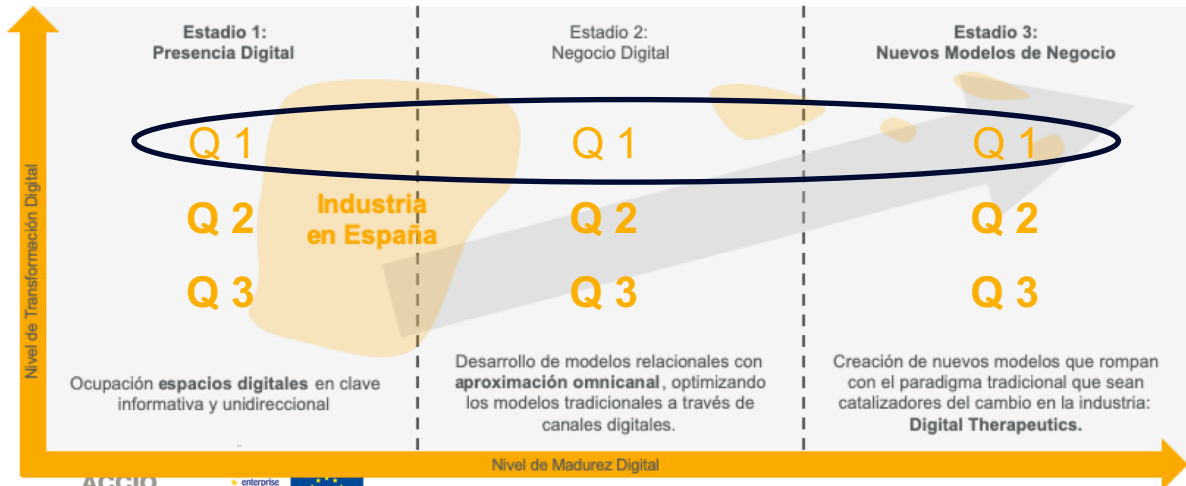 Estadio 1:
Presencia Digital
Estadio 2:
Negocio Digital
Estadio 3:
Nuevos Modelos de Negocio
Nivel de Transformación Digital
Q 1
Q 1
Q 1
Q 2
Industria
en España
Q 2
Q 2
Q 3
Q 3
Q 3
Ocupación espacios digitales en clave
informativa y unidireccional
Desarrollo de modelos relacionales con
aproximación omnicanal, optimizando
los modelos tradicionales a través de
canales digitales.
Creación de nuevos modelos que rompan
con el paradigma tradicional que sean
catalizadores del cambio en la industria:
Digital Therapeutics.
Nivel de Madurez Digital
ACCIÓ
enterprise